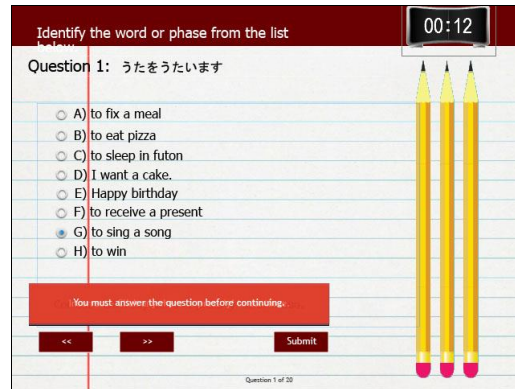 Identify the word or phase from the list
below
00:12
Question 1: うたをうたいます
A) to fix a meal
B) to eat pizza
C) to sleep in futon
D) I want a cake.
E) Happy birthday
F) to receive a present
G) to sing a song
H) to win
You must answer the question before continuing.
<< >> Submit
Question 1 of 20